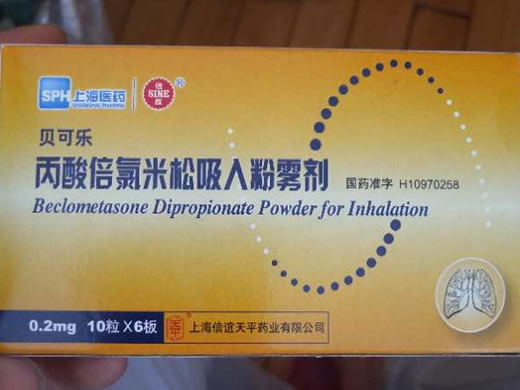 SPH 上海医药
SHANGHAI PHARMA
信谊
SINE
®
贝可乐
丙酸倍氯米松吸入粉雾剂 国药准字 H10970258
Beclometasone Dipropionate Powder for Inhalation
0.2mg 10粒X6板 上海信谊天平药业有限公司